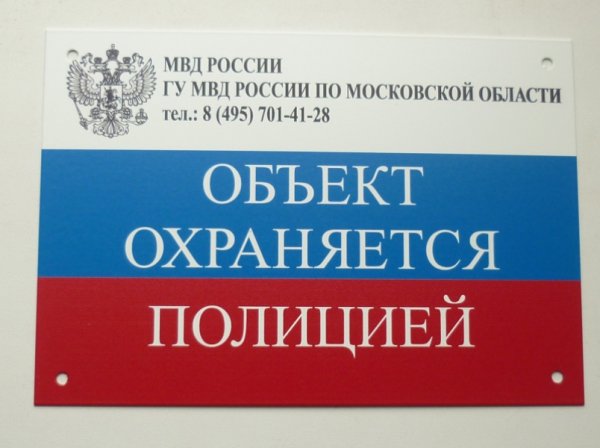 МВД РОССИИ
ГУ МВД РОССИИ ПО МОСКОВСКОЙ ОБЛАСТИ
тел.: 8 (495) 701-41-28
ОБЪЕКТ
ОХРАНЯЕТСЯ
ПОЛИЦИЕЙ